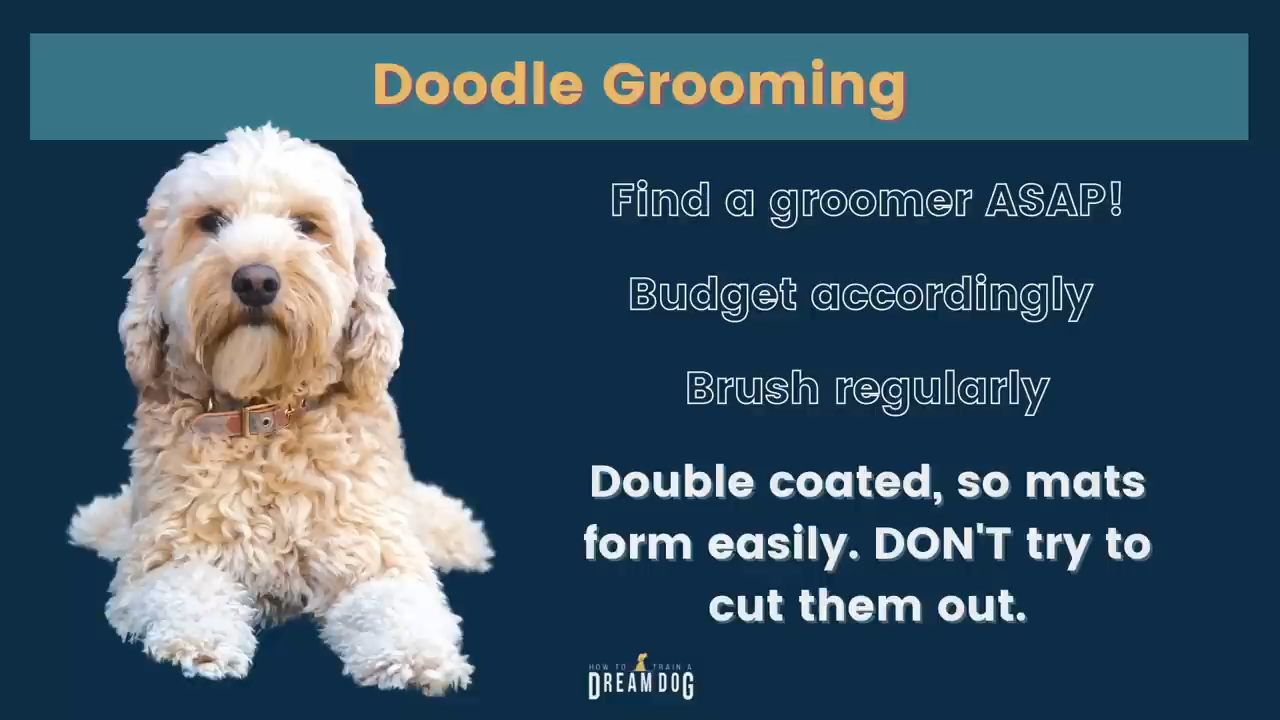 Doodle Grooming
Find a groomer ASAP!
Budget accordingly
Brush regularly
Double coated, so mats
form easily. DON'T try to
cut them out.
HOW TO TRAIN A
DREAM DOG